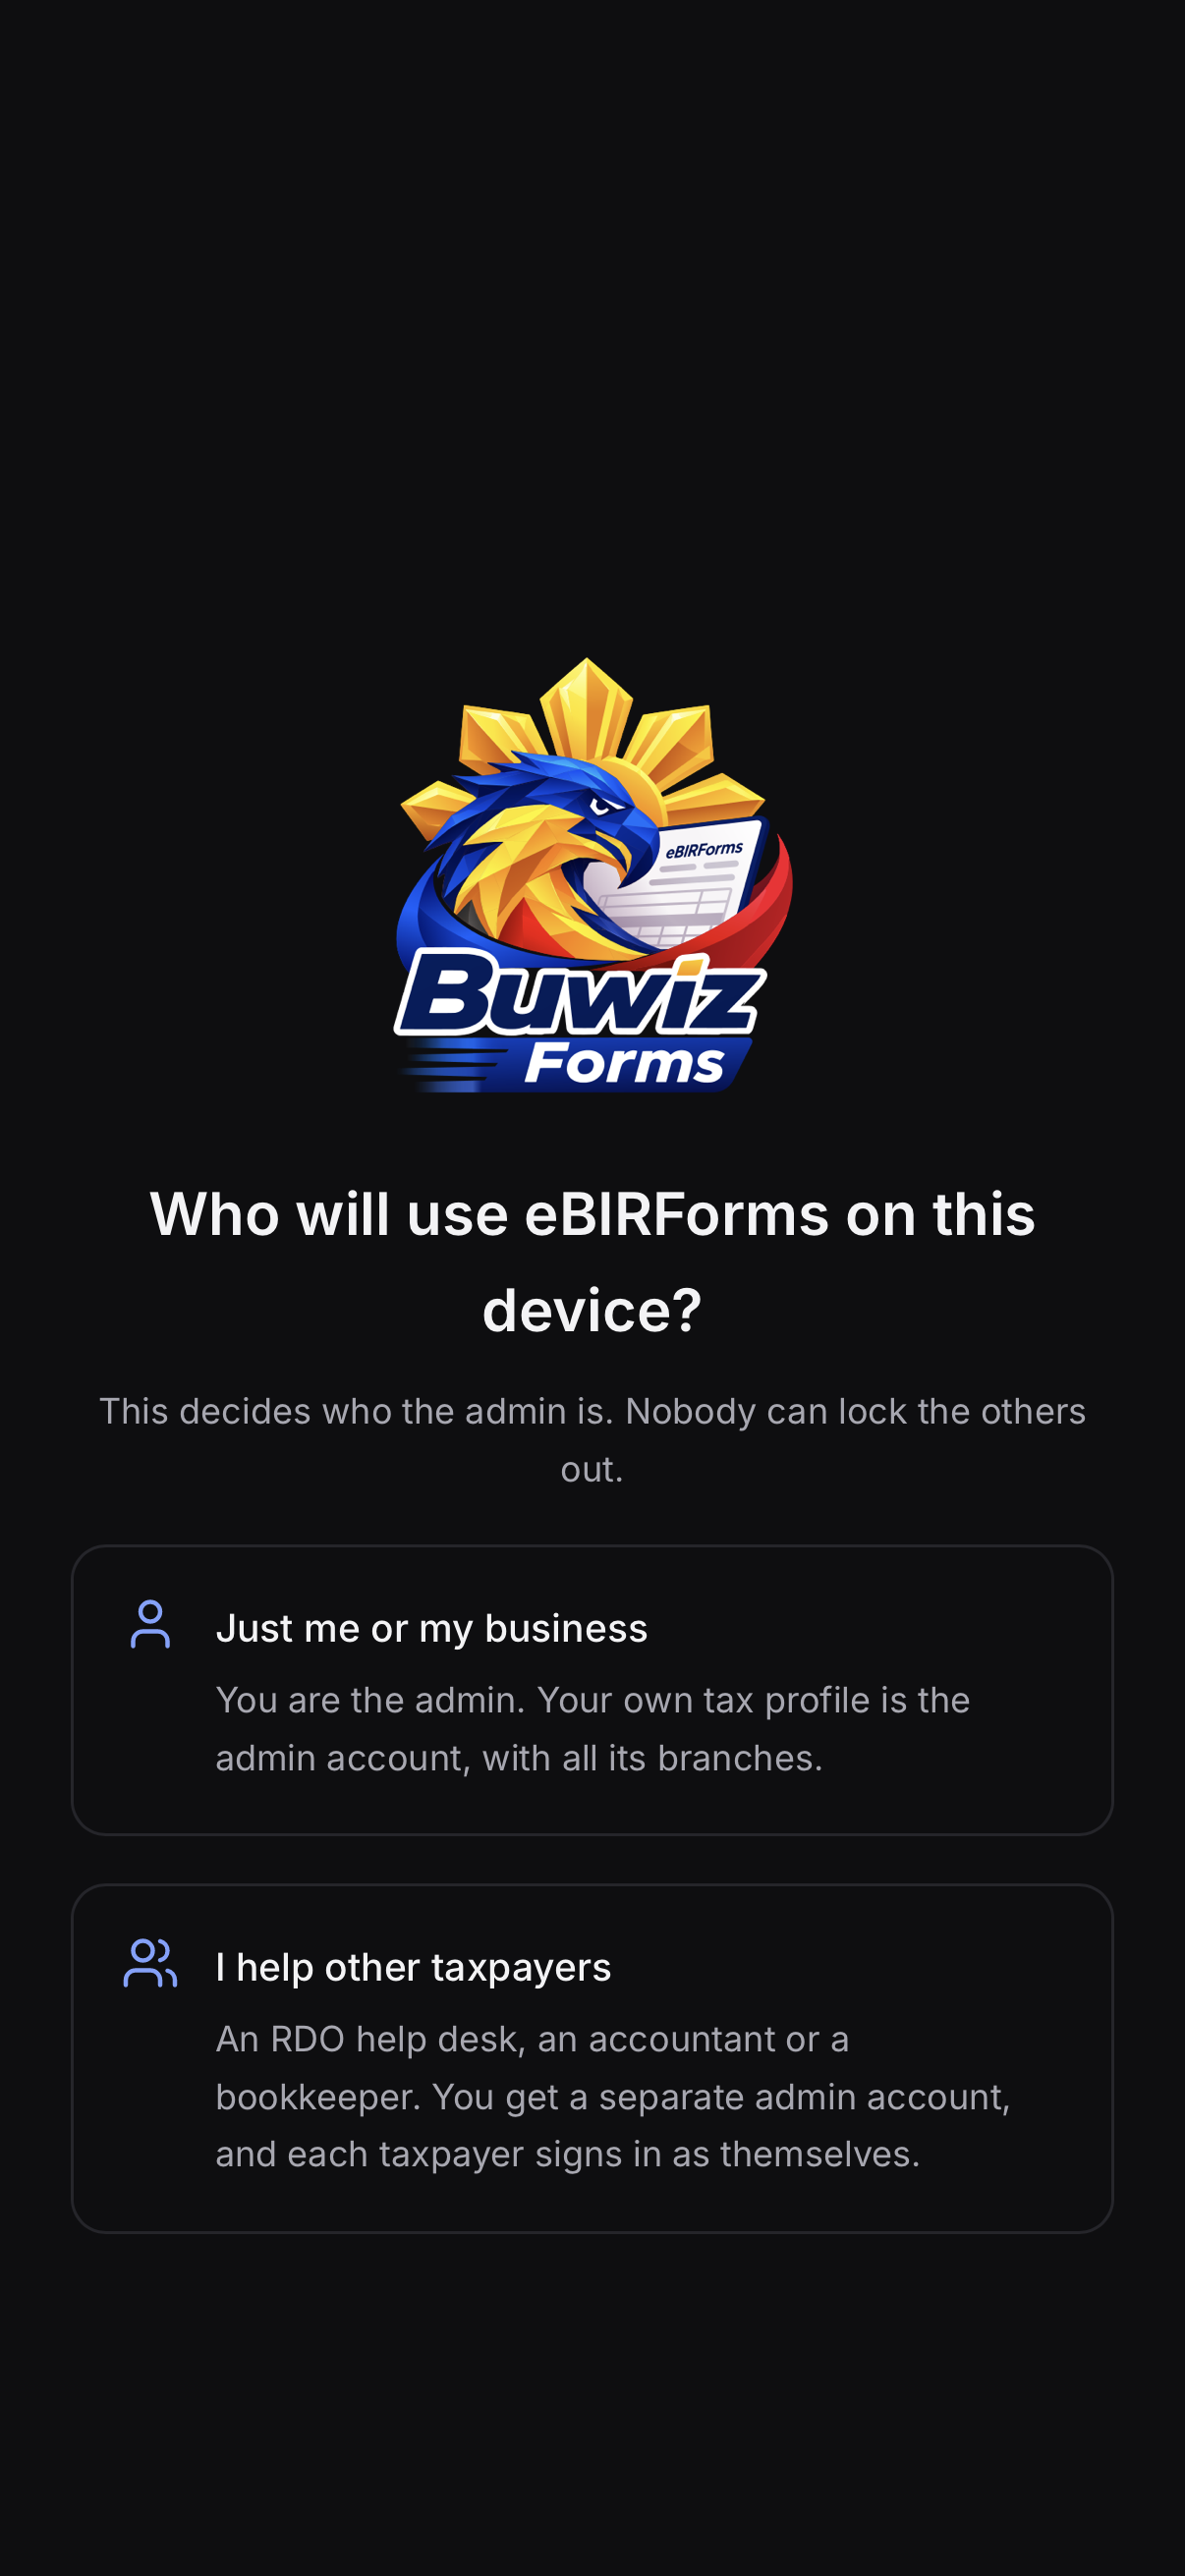 eBIRForms
Buwiz
Forms
Who will use eBIRForms on this
device?
This decides who the admin is. Nobody can lock the others
out.
Just me or my business
You are the admin. Your own tax profile is the
admin account, with all its branches.
I help other taxpayers
An RDO help desk, an accountant or a
bookkeeper. You get a separate admin account,
and each taxpayer signs in as themselves.